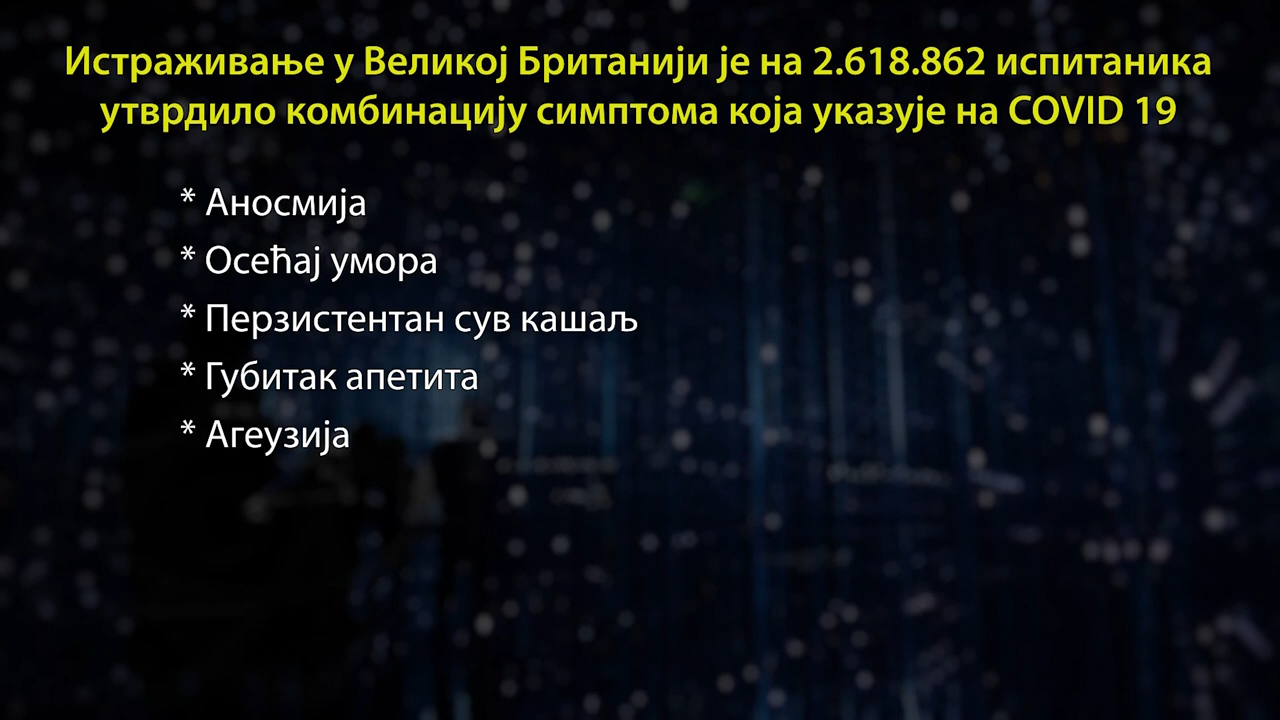 Истраживање у Великој Британији је на 2.618.862 испитаника
утврдило комбинацију симптома која указује на COVID 19
* Аносмија
* Осећај умора
* Перзистентан сув кашаљ
* Губитак апетита
* Агеузија